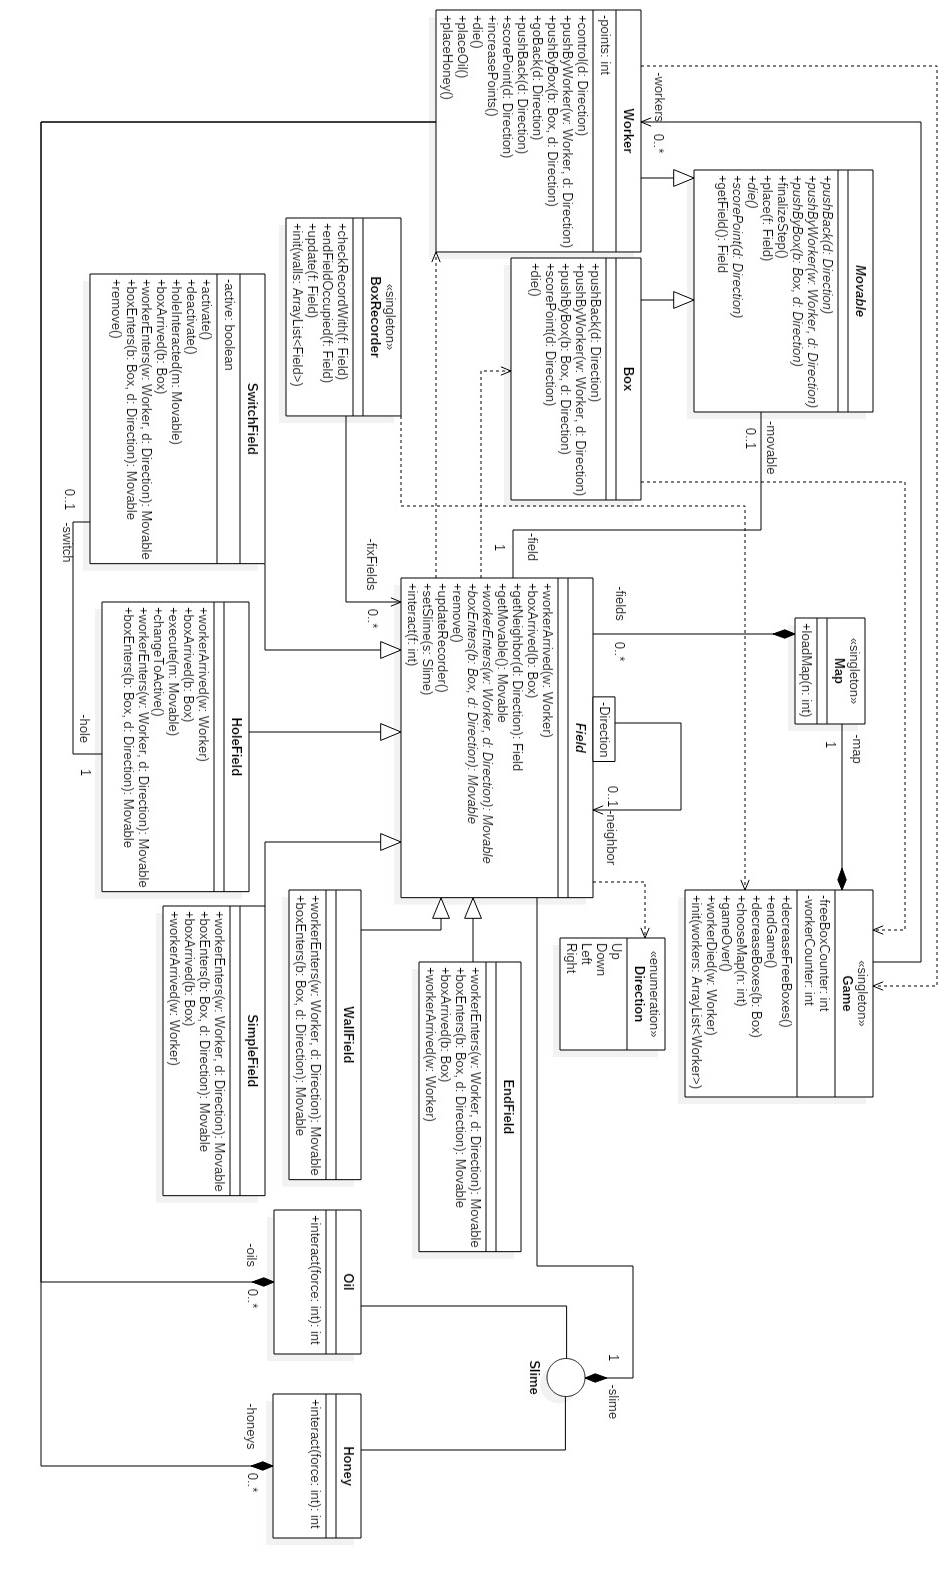 Movable
+pushBack(d: Direction)
+pushByWorker(w: Worker, d: Direction)
+pushByBox(b: Box, d: Direction)
+finalizeStep()
+place(f: Field)
+die()
+scorePoint(d: Direction)
+getField(): Field
«singleton»
Map
+loadMap(n: int)
-map
1
«singleton»
Game
-freeBoxCounter: int
-workerCounter: int
+decreaseFreeBoxes()
+endGame()
+decreaseBoxes(b: Box)
+chooseMap(n: int)
+gameOver()
+workerDied(w: Worker)
+init(workers: ArrayList<Worker>)
-workers
0..*
-movable
0..1
Worker
-points: int
+control(d: Direction)
+pushByWorker(w: Worker, d: Direction)
+pushByBox(b: Box, d: Direction)
+goBack(d: Direction)
+pushBack(d: Direction)
+scorePoint(d: Direction)
+increasePoints()
+die()
+placeOil()
+placeHoney()
Box
+pushBack(d: Direction)
+pushByWorker(w: Worker, d: Direction)
+pushByBox(b: Box, d: Direction)
+scorePoint(d: Direction)
+die()
-field
1
-fields
0..*
-Direction
0..1
-neighbor
«enumeration»
Direction
Up
Down
Left
Right
Field
+workerArrived(w: Worker)
+boxArrived(b: Box)
+getNeighbor(d: Direction): Field
+getMovable(): Movable
+workerEnters(w: Worker, d: Direction): Movable
+boxEnters(b: Box, d: Direction): Movable
+remove()
+updateRecorder()
+setSlime(s: Slime)
+interact(f: int)
1
-slime
Slime
«singleton»
BoxRecorder
+checkRecordWith(f: Field)
+endFieldOccupied(f: Field)
+update(f: Field)
+init(walls: ArrayList<Field>)
-fixFields
0..*
EndField
+workerEnters(w: Worker, d: Direction): Movable
+boxEnters(b: Box, d: Direction): Movable
+boxArrived(b: Box)
+workerArrived(w: Worker)
WallField
+workerEnters(w: Worker, d: Direction): Movable
+boxEnters(b: Box, d: Direction): Movable
Oil
+interact(force: int): int
-oils
0..*
Honey
+interact(force: int): int
-honeys
0..*
SwitchField
-active: boolean
+activate()
+deactivate()
+holeInteracted(m: Movable)
+boxArrived(b: Box)
+workerEnters(w: Worker, d: Direction): Movable
+boxEnters(b: Box, d: Direction): Movable
+remove()
0..1
-switch
HoleField
+workerArrived(w: Worker)
+boxArrived(b: Box)
+execute(m: Movable)
+changeToActive()
+workerEnters(w: Worker, d: Direction): Movable
+boxEnters(b: Box, d: Direction): Movable
-hole
1
SimpleField
+workerEnters(w: Worker, d: Direction): Movable
+boxEnters(b: Box, d: Direction): Movable
+boxArrived(b: Box)
+workerArrived(w: Worker)